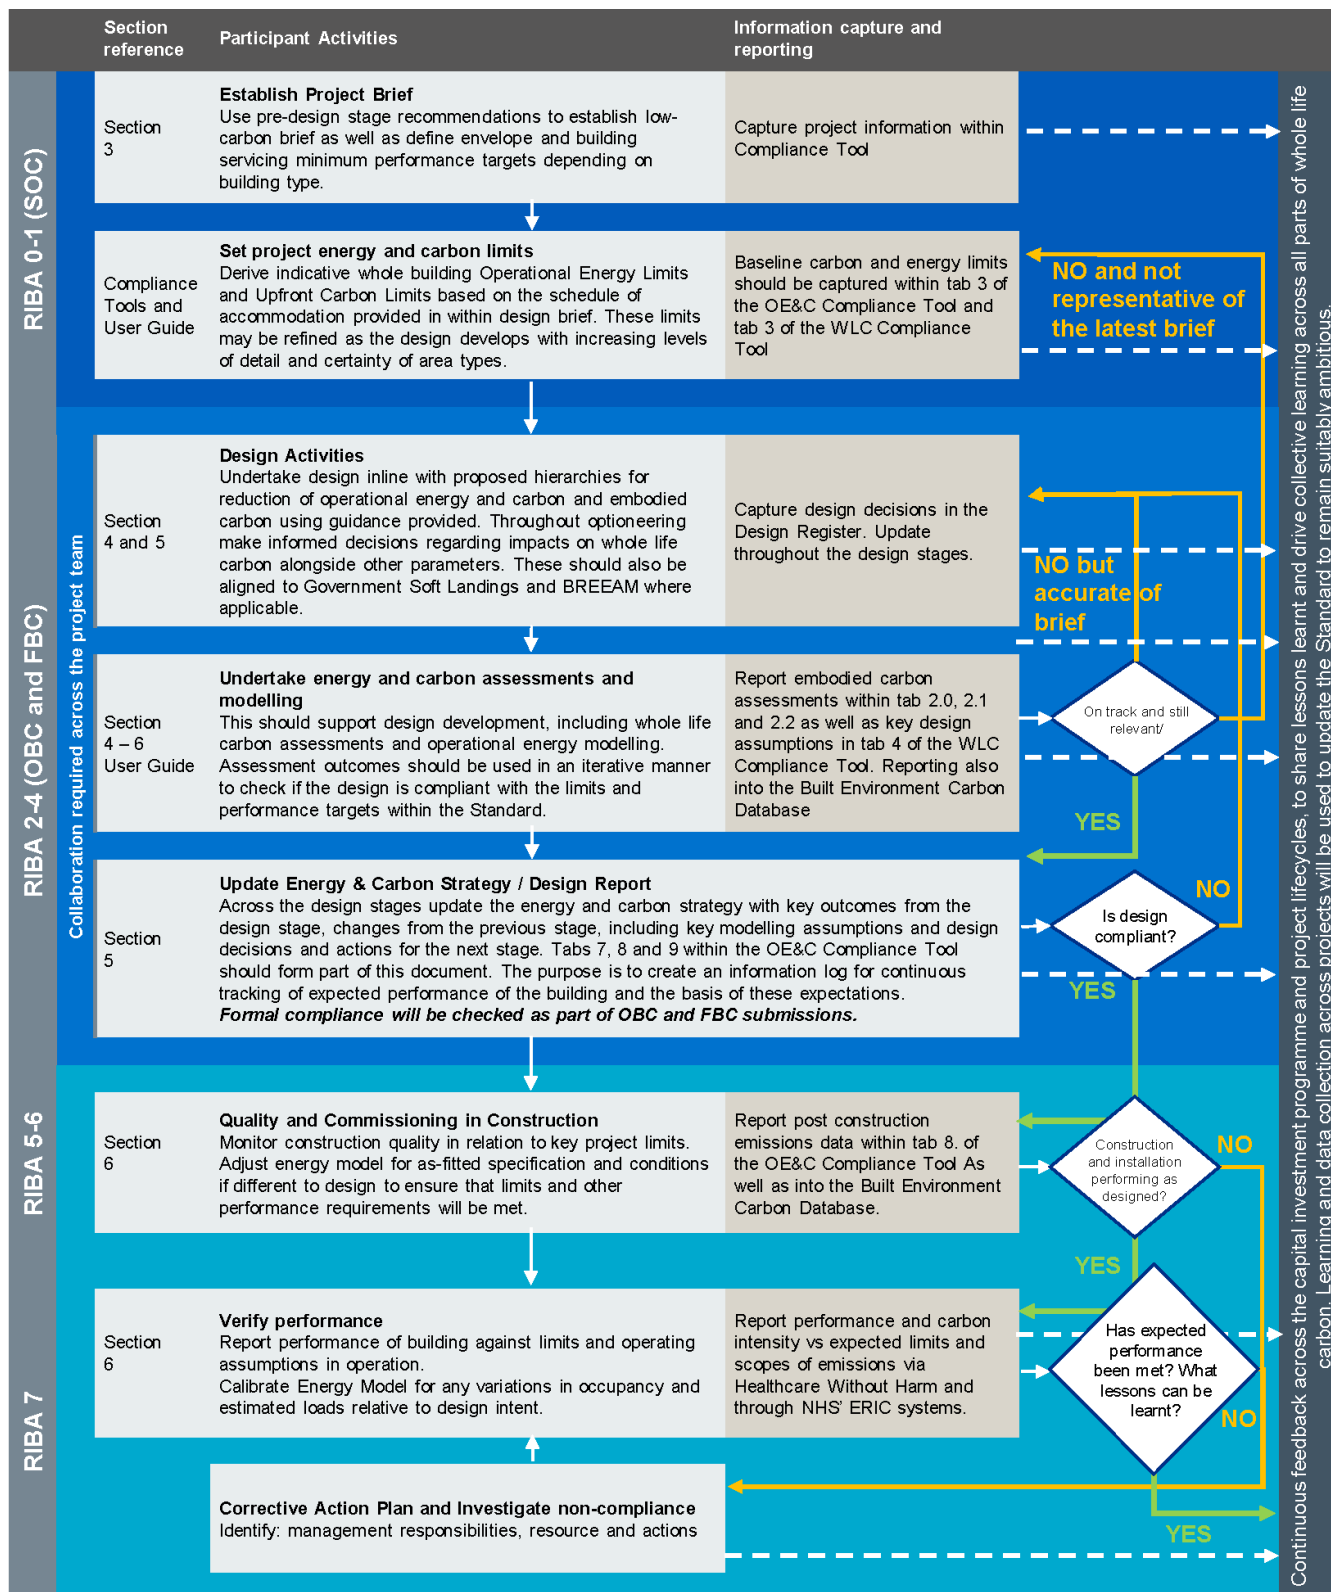 Section
reference
Participant Activities
Information capture and
reporting
RIBA 0-1 (SOC)
Section
3
Establish Project Brief
Use pre-design stage recommendations to establish low-
carbon brief as well as define envelope and building
servicing minimum performance targets depending on
building type.
Capture project information within
Compliance Tool
Compliance
Tools and
User Guide
Set project energy and carbon limits
Derive indicative whole building Operational Energy Limits
and Upfront Carbon Limits based on the schedule of
accommodation provided in within design brief. These limits
may be refined as the design develops with increasing levels
of detail and certainty of area types.
Baseline carbon and energy limits
should be captured within tab 3 of
the OE&C Compliance Tool and
tab 3 of the WLC Compliance
Tool
NO and not
representative of
the latest brief
RIBA 2-4 (OBC and FBC)
Collaboration required across the project team
Section
4 and 5
Design Activities
Undertake design inline with proposed hierarchies for
reduction of operational energy and carbon and embodied
carbon using guidance provided. Throughout optioneering
make informed decisions regarding impacts on whole life
carbon alongside other parameters. These should also be
aligned to Government Soft Landings and BREEAM where
applicable.
Capture design decisions in the
Design Register. Update
throughout the design stages.
NO but
accurate of
brief
Section
4 – 6
User Guide
Undertake energy and carbon assessments and
modelling
This should support design development, including whole life
carbon assessments and operational energy modelling.
Assessment outcomes should be used in an iterative manner
to check if the design is compliant with the limits and
performance targets within the Standard.
Report embodied carbon
assessments within tab 2.0, 2.1
and 2.2 as well as key design
assumptions in tab 4 of the WLC
Compliance Tool. Reporting also
into the Built Environment Carbon
Database
On track and still
relevant/
YES
Section
5
Update Energy & Carbon Strategy / Design Report
Across the design stages update the energy and carbon strategy with key outcomes from the
design stage, changes from the previous stage, including key modelling assumptions and design
decisions and actions for the next stage. Tabs 7, 8 and 9 within the OE&C Compliance Tool
should form part of this document. The purpose is to create an information log for continuous
tracking of expected performance of the building and the basis of these expectations.
Formal compliance will be checked as part of OBC and FBC submissions.
Is design
compliant?
NO
YES
RIBA 5-6
Section
6
Quality and Commissioning in Construction
Monitor construction quality in relation to key project limits.
Adjust energy model for as-fitted specification and conditions
if different to design to ensure that limits and other
performance requirements will be met.
Report post construction
emissions data within tab 8. of
the OE&C Compliance Tool As
well as into the Built Environment
Carbon Database.
Construction
and installation
performing as
designed?
NO
YES
RIBA 7
Section
6
Verify performance
Report performance of building against limits and operating
assumptions in operation.
Calibrate Energy Model for any variations in occupancy and
estimated loads relative to design intent.
Report performance and carbon
intensity vs expected limits and
scopes of emissions via
Healthcare Without Harm and
through NHS' ERIC systems.
Has expected
performance
been met? What
lessons can be
learnt?
NO
YES
Corrective Action Plan and Investigate non-compliance
Identify: management responsibilities, resource and actions
Continuous feedback across the capital investment programme and project lifecycles, to share lessons learnt and drive collective learning across all parts of whole life
carbon. Learning and data collection across projects will be used to update the Standard to remain suitably ambitious.